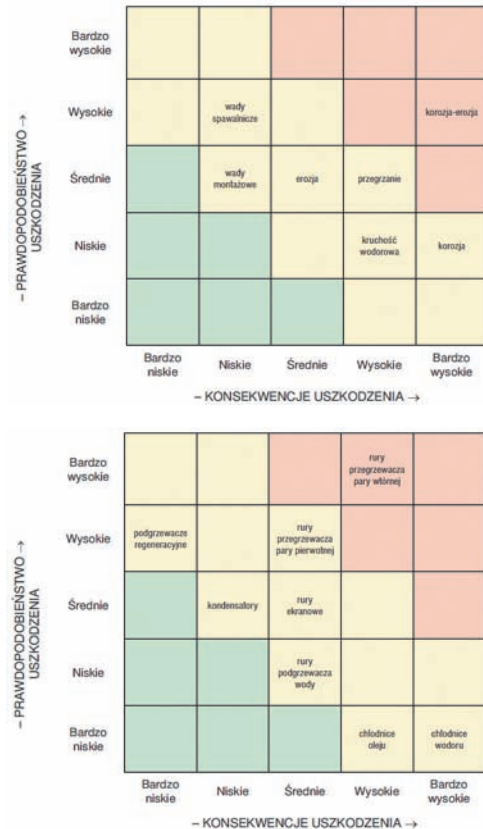 Bardzo
wysokie
Wysokie
wady
spawalnicze
korozja-erozja
Średnie
wady
montażowe
erozja
przegrzanie
Niskie
kruchość
wodorowa
korozja
Bardzo
niskie
– PRAWDOPODOBIEŃSTWO →
USZKODZENIA
Bardzo
niskie
Niskie
Średnie
Wysokie
Bardzo
wysokie
– KONSEKWENCJE USZKODZENIA →
Bardzo
wysokie
rury
przegrzewacza
pary wtórnej
Wysokie
podgrzewacze
regeneracyjne
rury
przegrzewacza
pary pierwotnej
Średnie
kondensatory
rury
ekranowe
Niskie
rury
podgrzewacza
wody
Bardzo
niskie
chłodnice
oleju
chłodnice
wodoru
– PRAWDOPODOBIEŃSTWO →
USZKODZENIA
Bardzo
niskie
Niskie
Średnie
Wysokie
Bardzo
wysokie
– KONSEKWENCJE USZKODZENIA →